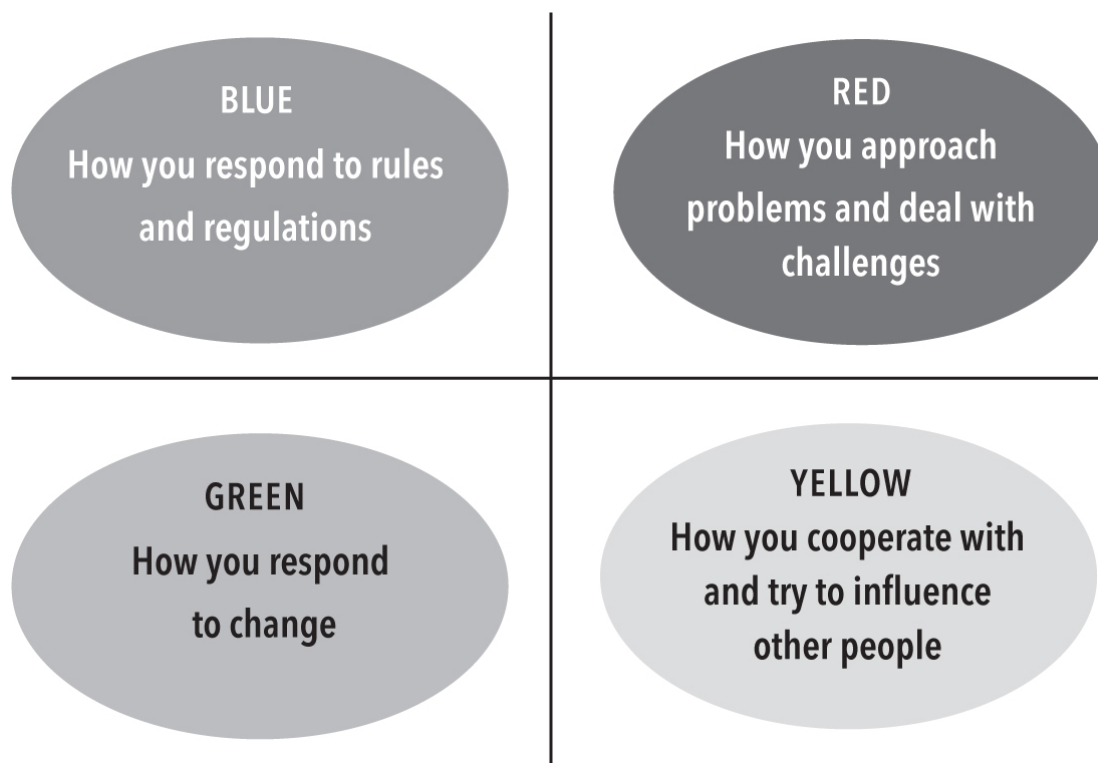 BLUE
How you respond to rules
and regulations
RED
How you approach
problems and deal with
challenges
GREEN
How you respond
to change
YELLOW
How you cooperate with
and try to influence
other people